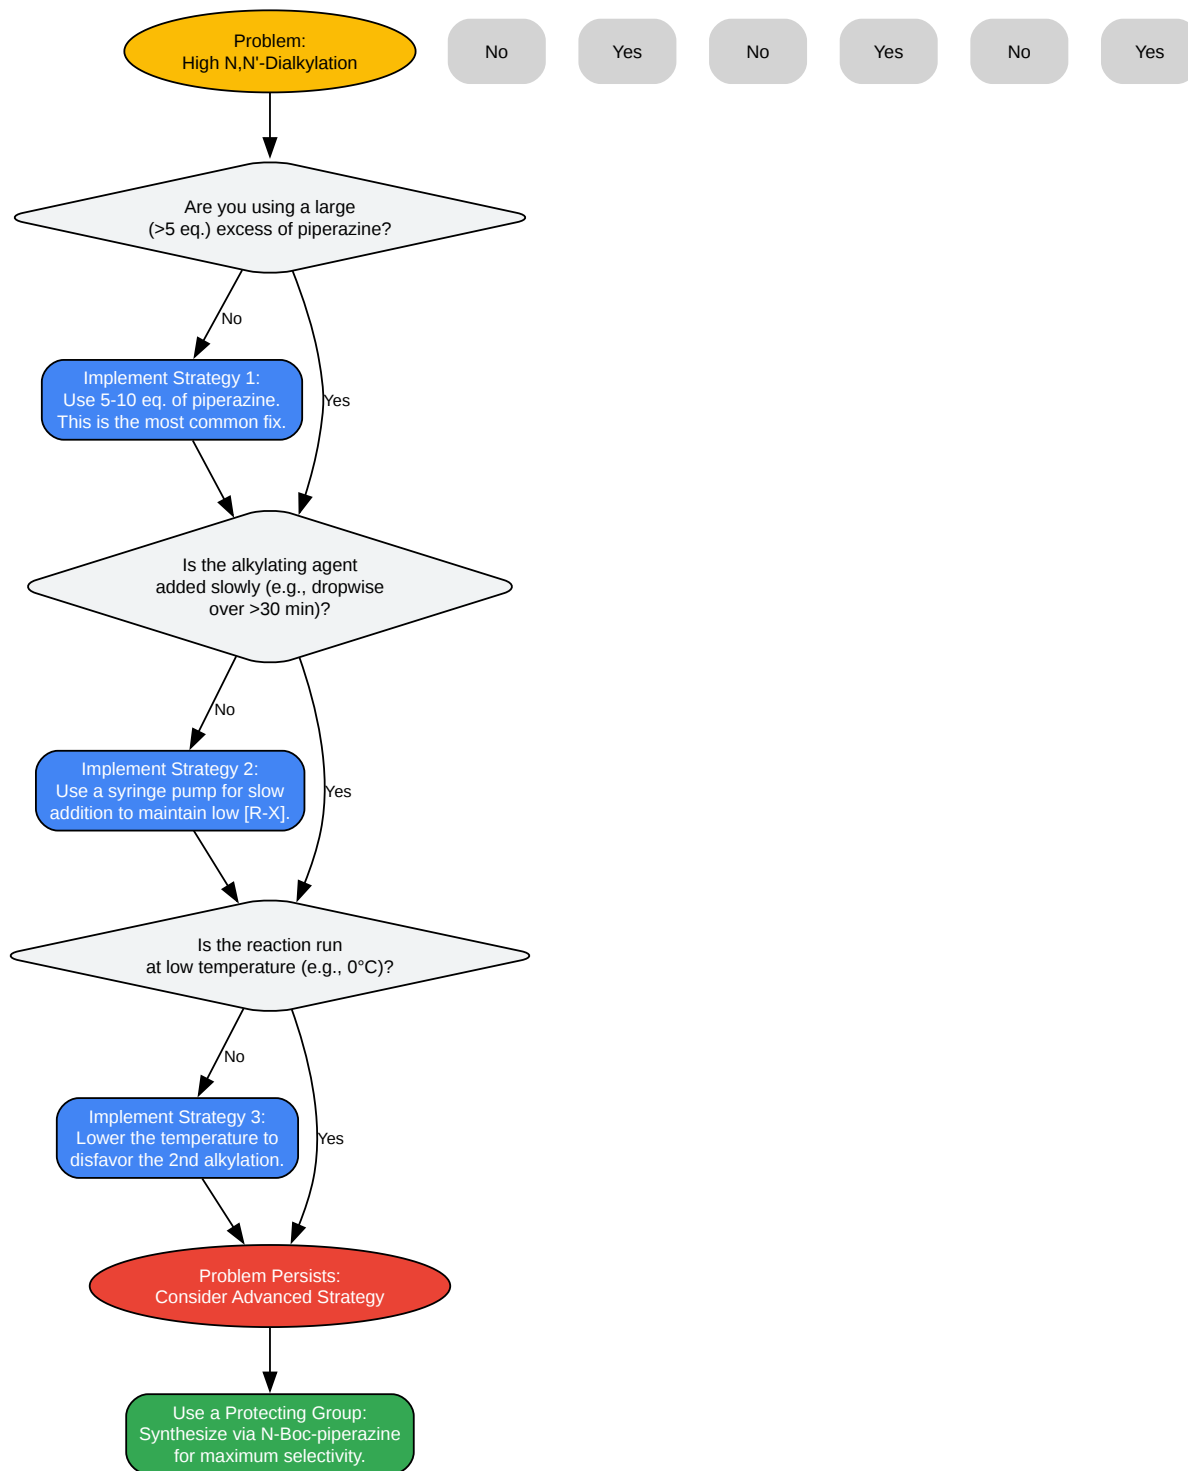 Problem:
High N,N'-Dialkylation
No
Yes
No
Yes
No
Yes
Are you using a large
(>5 eq.) excess of piperazine?
No
Implement Strategy 1:
Use 5-10 eq. of piperazine.
This is the most common fix.
Yes
Is the alkylating agent
added slowly (e.g., dropwise
over >30 min)?
No
Implement Strategy 2:
Use a syringe pump for slow
addition to maintain low [R-X].
Yes
Is the reaction run
at low temperature (e.g., 0°C)?
No
Implement Strategy 3:
Lower the temperature to
disfavor the 2nd alkylation.
Yes
Problem Persists:
Consider Advanced Strategy
Use a Protecting Group:
Synthesize via N-Boc-piperazine
for maximum selectivity.